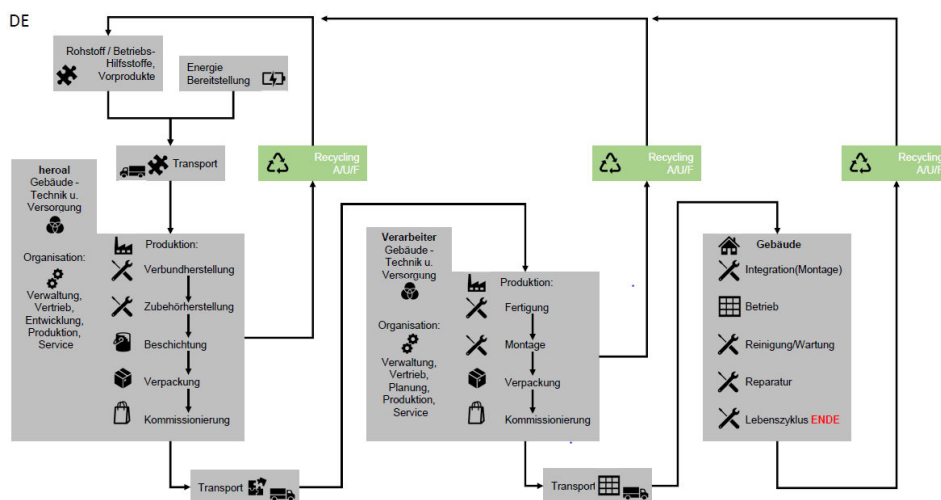 DE
Rohstoff / Betriebs-
Hilfsstoffe,
Vorprodukte
Energie
Bereitstellung
Transport
Recycling
A/U/F
Recycling
A/U/F
Recycling
A/U/F
heroal
Gebäude -
Technik u.
Versorgung
Organisation:
Verwaltung,
Vertrieb,
Entwicklung,
Produktion,
Service
Produktion:
Verbundherstellung
Zubehörherstellung
Beschichtung
Verpackung
Kommissionierung
Transport
Verarbeiter
Gebäude -
Technik u.
Versorgung
Organisation:
Verwaltung,
Vertrieb,
Planung,
Produktion,
Service
Produktion:
Fertigung
Montage
Verpackung
Kommissionierung
Transport
Gebäude
Integration(Montage)
Betrieb
Reinigung/Wartung
Reparatur
Lebenszyklus ENDE